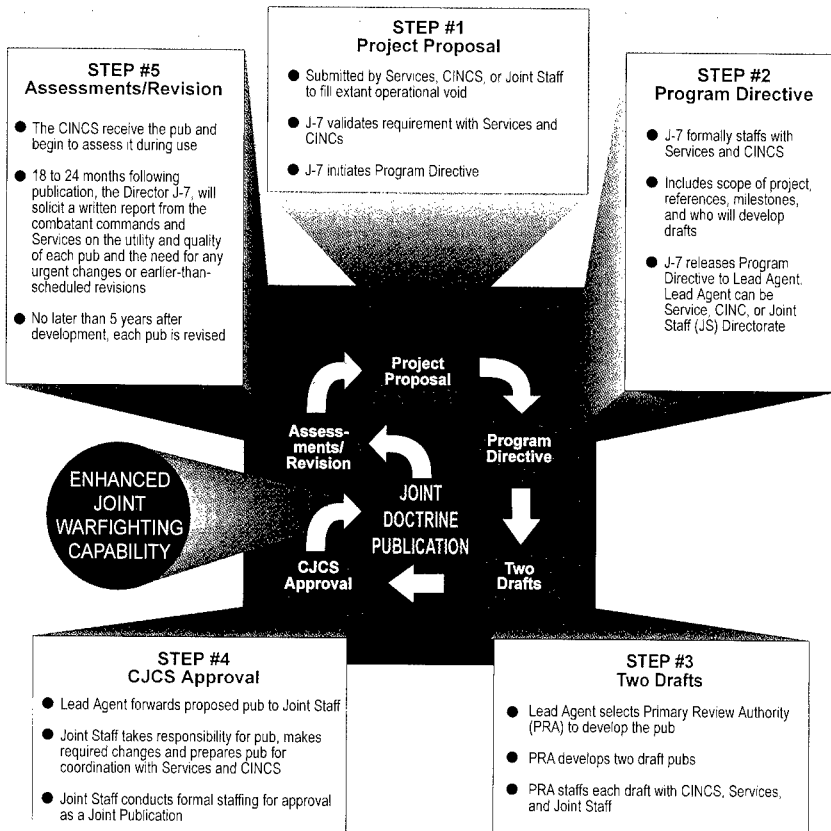 STEP #1
Project Proposal
● Submitted by Services, CINCS, or Joint Staff
to fill extant operational void
● J-7 validates requirement with Services and
CINCs
● J-7 initiates Program Directive
STEP #2
Program Directive
● J-7 formally staffs with
Services and CINCS
● Includes scope of project,
references, milestones,
and who will develop
drafts
● J-7 releases Program
Directive to Lead Agent.
Lead Agent can be
Service, CINC, or Joint
Staff (JS) Directorate
STEP #3
Two Drafts
● Lead Agent selects Primary Review Authority
(PRA) to develop the pub
● PRA develops two draft pubs
● PRA staffs each draft with CINCS, Services,
and Joint Staff
STEP #4
CJCS Approval
● Lead Agent forwards proposed pub to Joint Staff
● Joint Staff takes responsibility for pub, makes
required changes and prepares pub for
coordination with Services and CINCS
● Joint Staff conducts formal staffing for approval
as a Joint Publication
STEP #5
Assessments/Revision
● The CINCS receive the pub and
begin to assess it during use
● 18 to 24 months following
publication, the Director J-7, will
solicit a written report from the
combatant commands and
Services on the utility and quality
of each pub and the need for any
urgent changes or earlier-than-
scheduled revisions
● No later than 5 years after
development, each pub is revised
Project
Proposal
Program
Directive
Two
Drafts
CJCS
Approval
Assess-
ments/
Revision
JOINT
DOCTRINE
PUBLICATION
ENHANCED
JOINT
WARFIGHTING
CAPABILITY